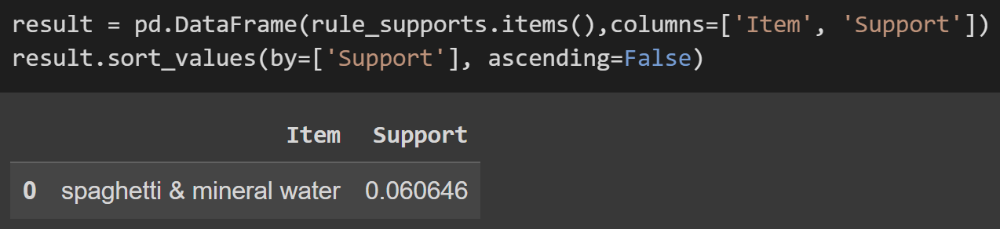 result = pd.DataFrame(rule_supports.items(),columns=['Item', 'Support'])
result.sort_values(by=['Support'], ascending=False)
Item Support
0 spaghetti & mineral water 0.060646